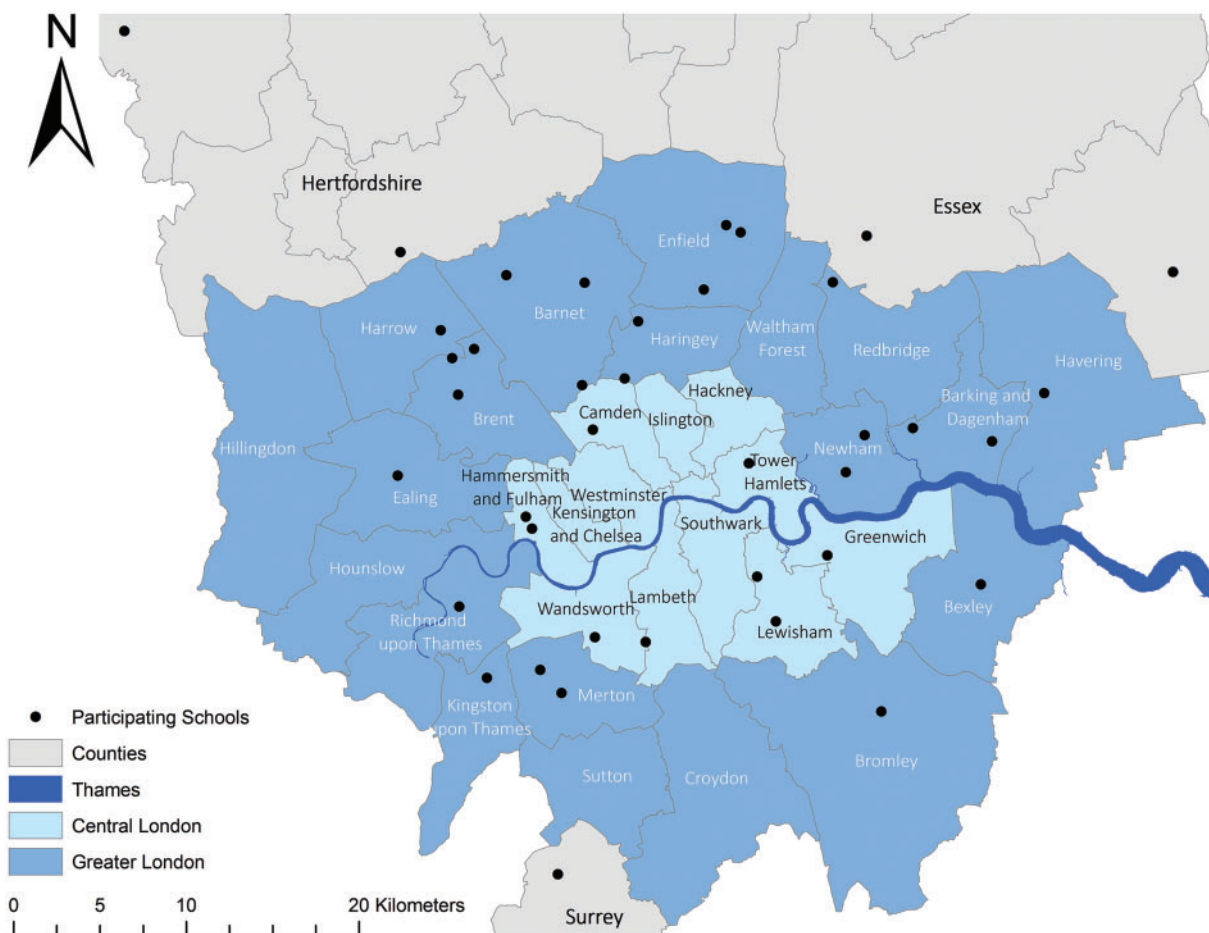 N
Hertfordshire
Essex
Enfield
Barnet
Harrow
Haringey
Waltham
Forest
Redbridge
Havering
Hackney
Camden
Islington
Barking and
Dagenham
Brent
Hillingdon
Newham
Tower
Hamlets
Ealing
Hammersmith
and Fulham
Westminster
Kensington
and Chelsea
Southwark
Greenwich
Hounslow
Wandsworth
Lambeth
Bexley
Richmond
upon Thames
Lewisham
Merton
Kingston
upon Thames
Bromley
Sutton
Croydon
Surrey
Participating Schools
Counties
Thames
Central London
Greater London
0 5 10 20 Kilometers